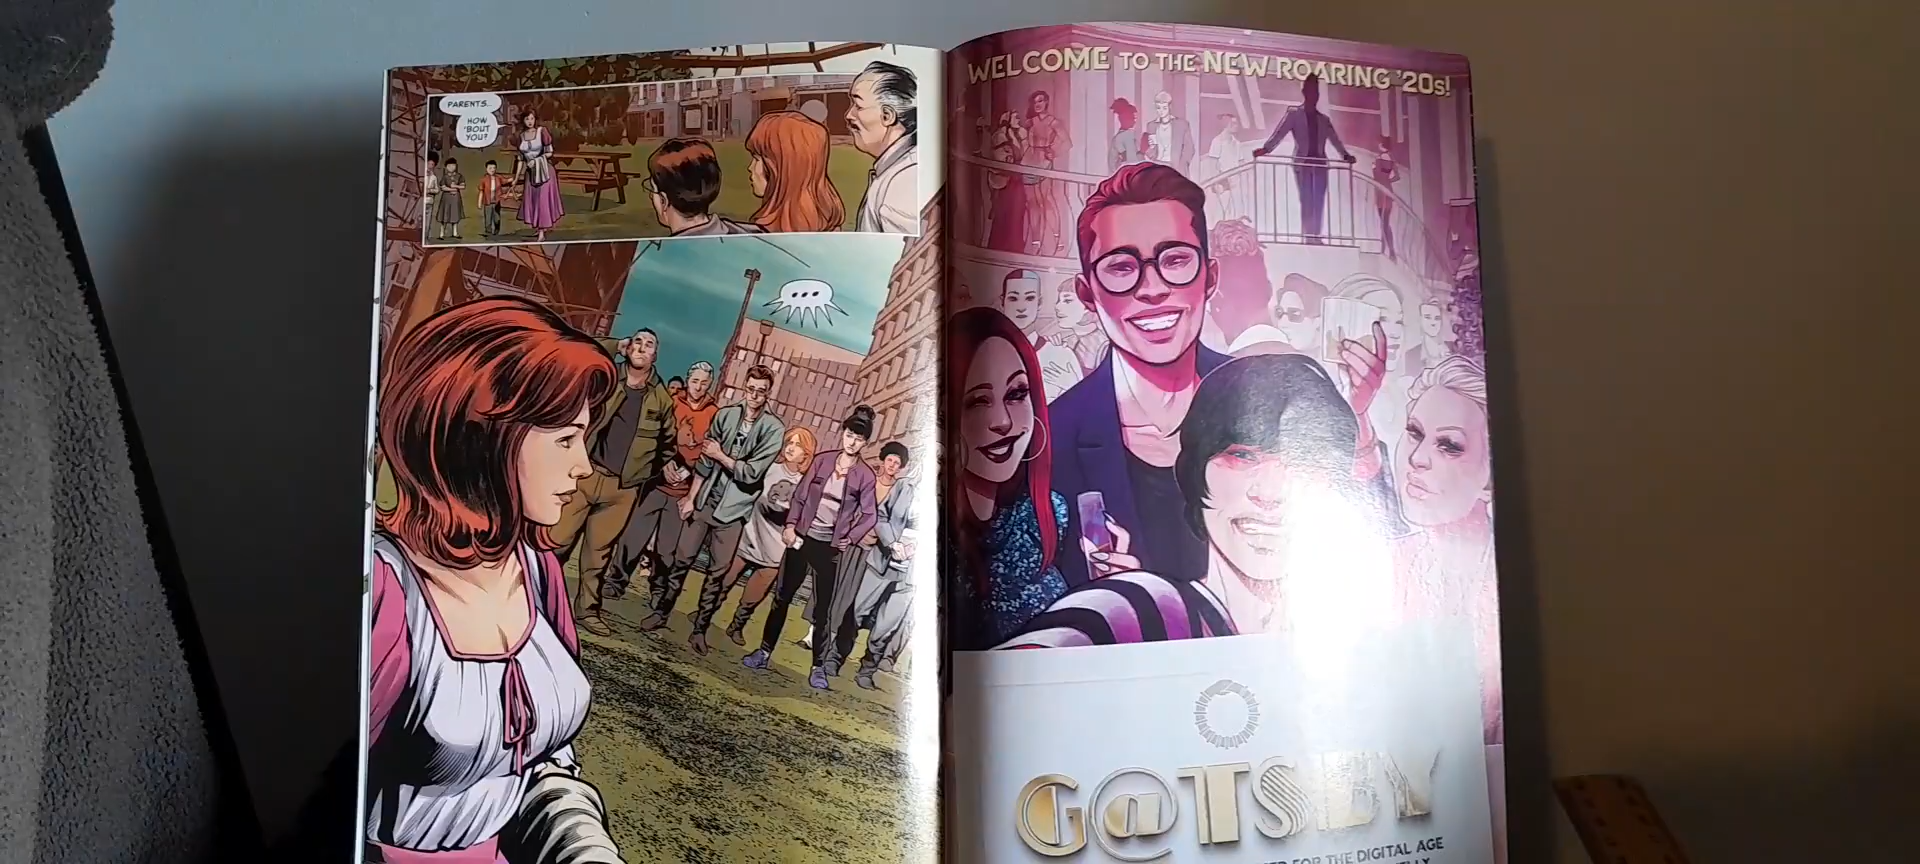 PARENTS...
HOW
'BOUT
YOU?
...
WELCOME TO THE NEW ROARING '20s!
G@TSBY
FOR THE DIGITAL AGE